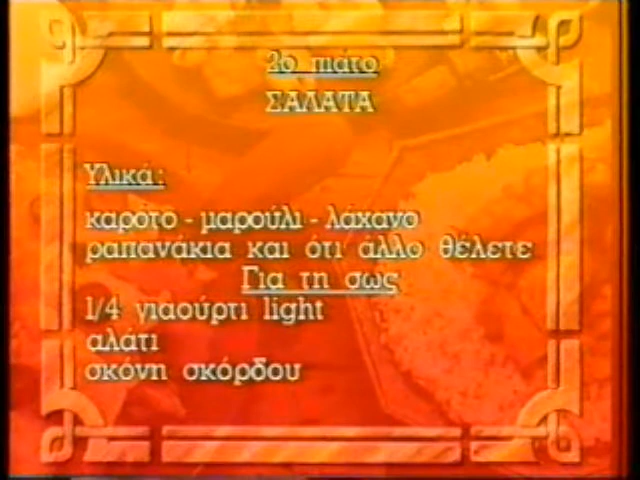 2ο πιάτο
ΣΑΛΑΤΑ
Υλικά:
καρότο - μαρούλι - λάχανο
ραπανάκια και ότι άλλο θέλετε
Για τη σως
1/4 γιαούρτι light
αλάτι
σκόνη σκόρδου